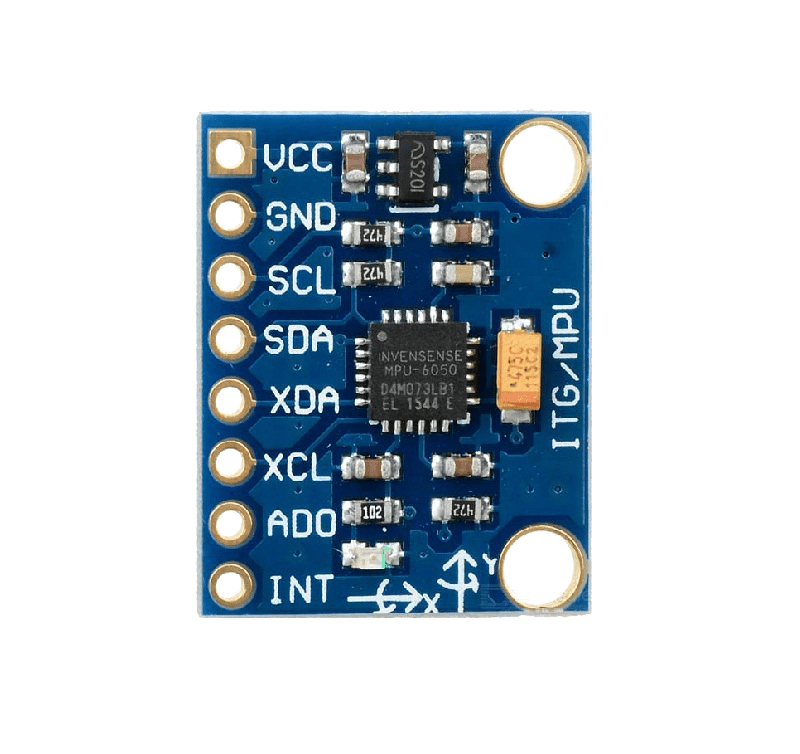 VCC
GND
SCL
SDA
XDA
XCL
ADO
INT
S20I
472
472
INVENSENSE
MPU-6050
D4M073LB1
EL 1544 E
475C
ITG/MPU
102
472
X
Y